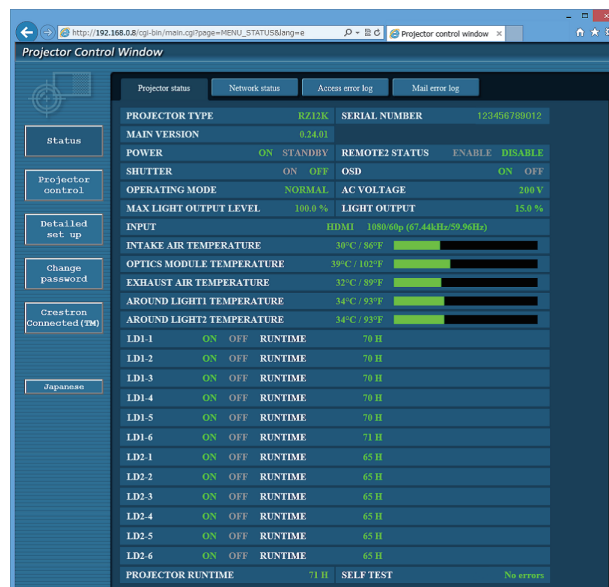 http://192.168.0.8/cgi-bin/main.cgi?page=MENU_STATUS&lang=e Projector control window ×
Projector Control Window
Projector status Network status Access error log Mail error log
Status
Projector control
Detailed set up
Change password
Crestron Connected(TM)
Japanese
PROJECTOR TYPE RZ12K SERIAL NUMBER 123456789012
MAIN VERSION 0.24.01
POWER ON STANDBY REMOTE2 STATUS ENABLE DISABLE
SHUTTER ON OFF OSD ON OFF
OPERATING MODE NORMAL AC VOLTAGE 200 V
MAX LIGHT OUTPUT LEVEL 100.0 % LIGHT OUTPUT 15.0 %
INPUT HDMI 1080/60p (67.44kHz/59.96Hz)
INTAKE AIR TEMPERATURE 30°C / 86°F
OPTICS MODULE TEMPERATURE 39°C / 102°F
EXHAUST AIR TEMPERATURE 32°C / 89°F
AROUND LIGHT1 TEMPERATURE 34°C / 93°F
AROUND LIGHT2 TEMPERATURE 34°C / 93°F
LD1-1 ON OFF RUNTIME 70 H
LD1-2 ON OFF RUNTIME 70 H
LD1-3 ON OFF RUNTIME 70 H
LD1-4 ON OFF RUNTIME 70 H
LD1-5 ON OFF RUNTIME 70 H
LD1-6 ON OFF RUNTIME 71 H
LD2-1 ON OFF RUNTIME 65 H
LD2-2 ON OFF RUNTIME 65 H
LD2-3 ON OFF RUNTIME 65 H
LD2-4 ON OFF RUNTIME 65 H
LD2-5 ON OFF RUNTIME 65 H
LD2-6 ON OFF RUNTIME 65 H
PROJECTOR RUNTIME 71 H SELF TEST No errors